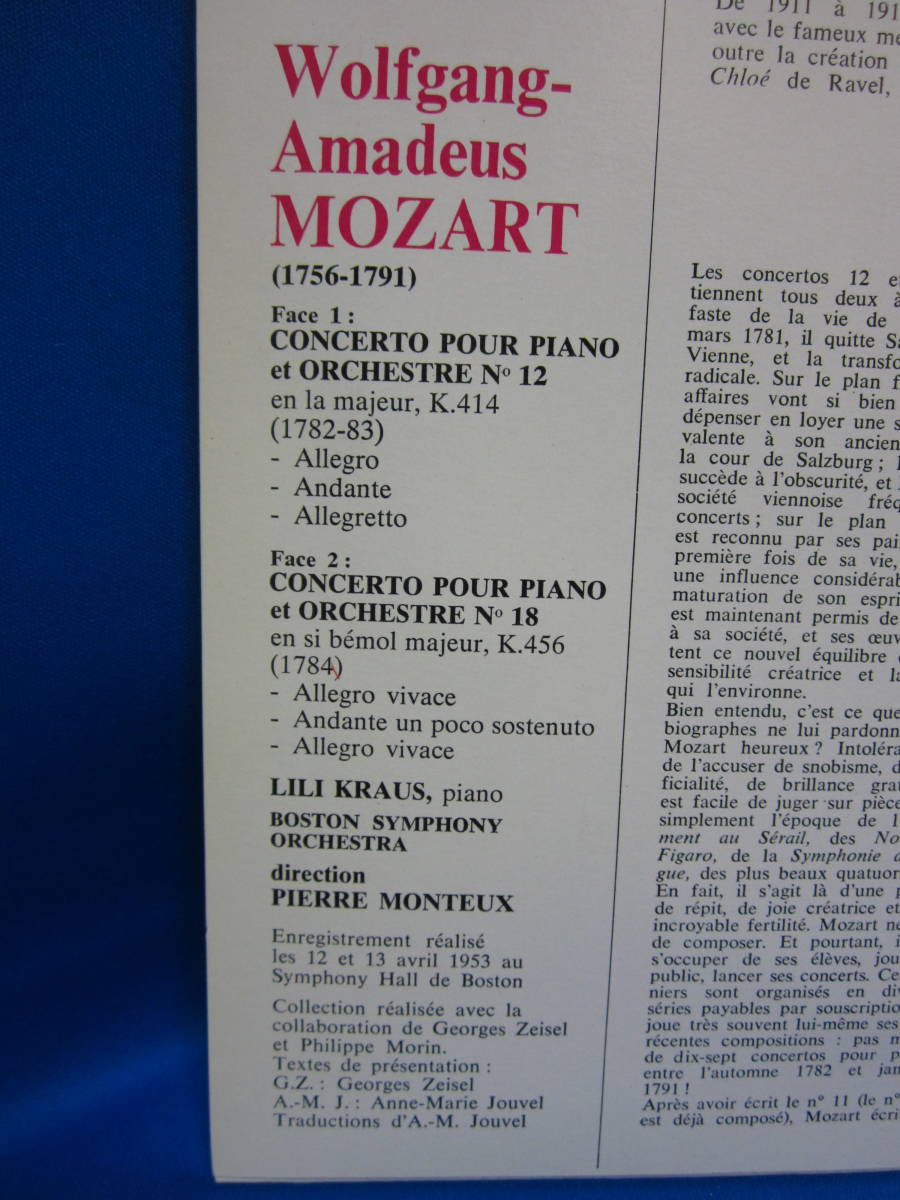 Wolfgang-
Amadeus
MOZART
(1756-1791)
Face 1 :
CONCERTO POUR PIANO
et ORCHESTRE Nº 12
en la majeur, K.414
(1782-83)
- Allegro
- Andante
- Allegretto
Face 2 :
CONCERTO POUR PIANO
et ORCHESTRE Nº 18
en si bémol majeur, K.456
(1784)
- Allegro vivace
- Andante un poco sostenuto
- Allegro vivace
LILI KRAUS, piano
BOSTON SYMPHONY
ORCHESTRA
direction
PIERRE MONTEUX
Enregistrement réalisé
les 12 et 13 avril 1953 au
Symphony Hall de Boston
Collection réalisée avec la
collaboration de Georges Zeisel
et Philippe Morin.
Textes de présentation :
G.Z. : Georges Zeisel
A.-M. J. : Anne-Marie Jouvel
Traductions d'A.-M. Jouvel
De 1911 à 191
avec le fameux
outre la création
Chloé de Ravel,
Les concertos 12
tiennent tous deux
faste de la vie de
mars 1781, il quitte
Vienne, et la
radicale. Sur le plan
affaires vont si bien
dépenser en loyer une
valente à son
la cour de Salzburg ;
succède à l'obscurité, et
société viennoise
concerts ; sur le plan
est reconnu par ses
première fois de sa vie,
une influence
maturation de son
est maintenant permis de
à sa société, et ses
tent ce nouvel équilibre
sensibilité créatrice et
qui l'environne.
Bien entendu, c'est ce que
biographes ne lui
Mozart heureux ?
de l'accuser de snobisme,
ficialité, de brillance
est facile de juger sur
simplement l'époque de
ment au Sérail, des
Figaro, de la Symphonie
gue, des plus beaux
En fait, il s'agit là d'une
de répit, de joie créatrice
incroyable fertilité. Mozart
de composer. Et pourtant,
s'occuper de ses élèves,
public, lancer ses concerts.
niers sont organisés en
séries payables par
joue très souvent lui-même ses
récentes compositions : pas
de dix-sept concertos pour
entre l'automne 1782 et
1791 !
Après avoir écrit le nº 11 (le nº
est déjà composé), Mozart